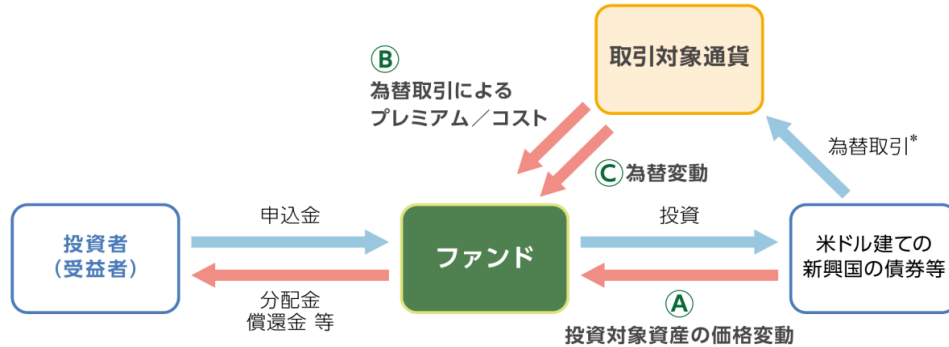 取引対象通貨
Ⓑ
為替取引による
プレミアム／コスト
為替取引*
Ⓒ為替変動
申込金
投資
投資者
（受益者）
ファンド
米ドル建ての
新興国の債券等
分配金
償還金 等
Ⓐ
投資対象資産の価格変動